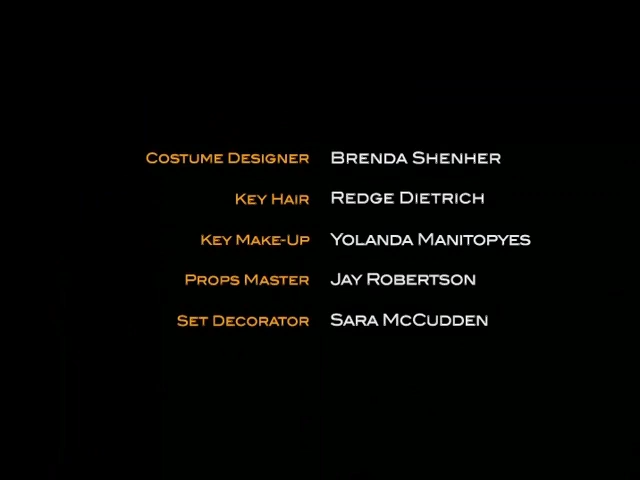 Costume Designer Brenda Shenher
Key Hair Redge Dietrich
Key Make-Up Yolanda Manitopyes
Props Master Jay Robertson
Set Decorator Sara McCudden